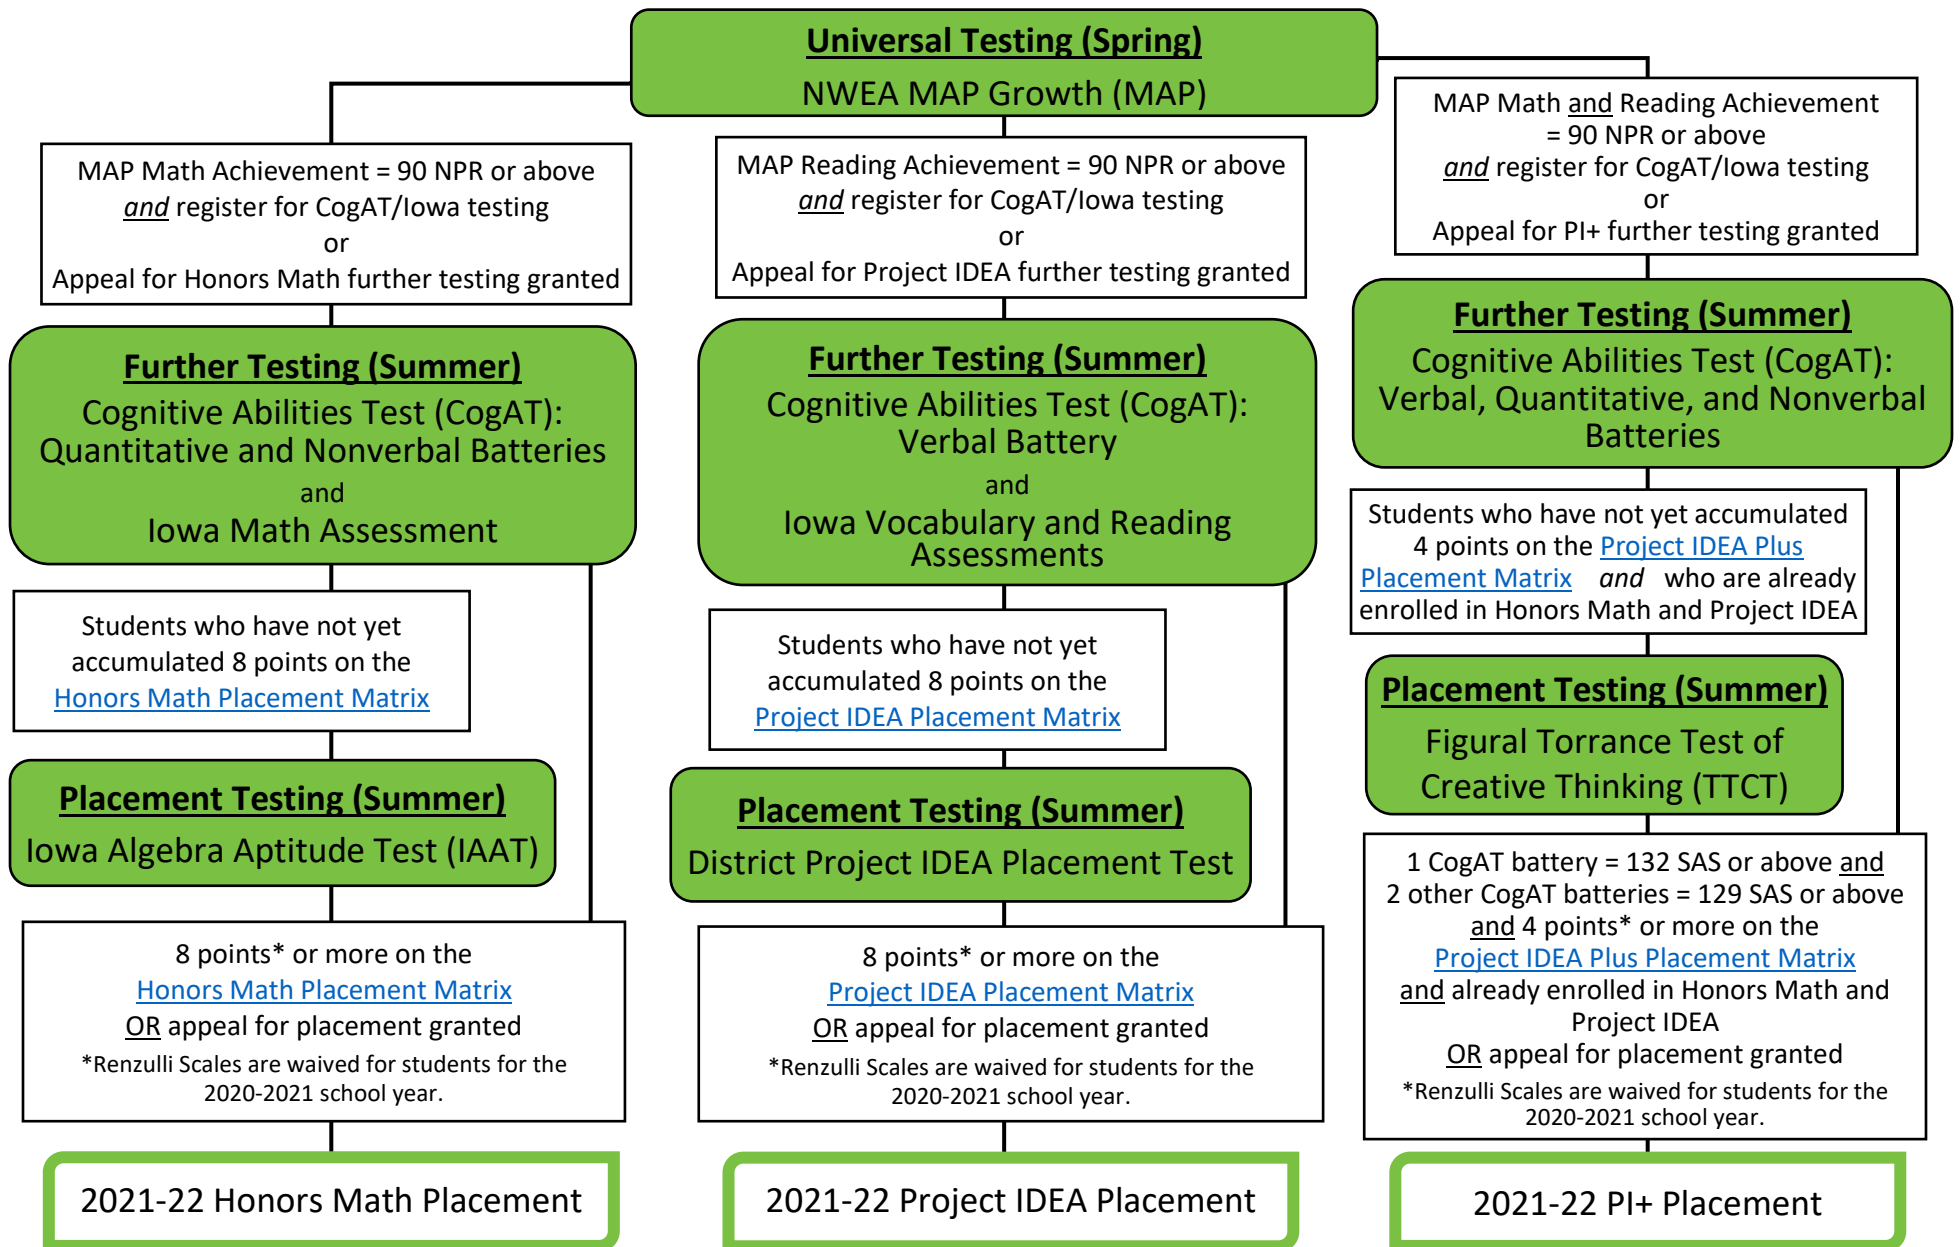 Universal Testing (Spring)
NWEA MAP Growth (MAP)
MAP Math Achievement = 90 NPR or above
and register for CogAT/Iowa testing
or
Appeal for Honors Math further testing granted
Further Testing (Summer)
Cognitive Abilities Test (CogAT):
Quantitative and Nonverbal Batteries
and
Iowa Math Assessment
Students who have not yet
accumulated 8 points on the
Honors Math Placement Matrix
Placement Testing (Summer)
Iowa Algebra Aptitude Test (IAAT)
8 points* or more on the
Honors Math Placement Matrix
OR appeal for placement granted
*Renzulli Scales are waived for students for the
2020-2021 school year.
2021-22 Honors Math Placement
MAP Reading Achievement = 90 NPR or above
and register for CogAT/Iowa testing
or
Appeal for Project IDEA further testing granted
Further Testing (Summer)
Cognitive Abilities Test (CogAT):
Verbal Battery
and
Iowa Vocabulary and Reading
Assessments
Students who have not yet
accumulated 8 points on the
Project IDEA Placement Matrix
Placement Testing (Summer)
District Project IDEA Placement Test
8 points* or more on the
Project IDEA Placement Matrix
OR appeal for placement granted
*Renzulli Scales are waived for students for the
2020-2021 school year.
2021-22 Project IDEA Placement
MAP Math and Reading Achievement
= 90 NPR or above
and register for CogAT/Iowa testing
or
Appeal for PI+ further testing granted
Further Testing (Summer)
Cognitive Abilities Test (CogAT):
Verbal, Quantitative, and Nonverbal
Batteries
Students who have not yet accumulated
4 points on the Project IDEA Plus
Placement Matrix and who are already
enrolled in Honors Math and Project IDEA
Placement Testing (Summer)
Figural Torrance Test of
Creative Thinking (TTCT)
1 CogAT battery = 132 SAS or above and
2 other CogAT batteries = 129 SAS or above
and 4 points* or more on the
Project IDEA Plus Placement Matrix
and already enrolled in Honors Math and
Project IDEA
OR appeal for placement granted
*Renzulli Scales are waived for students for the
2020-2021 school year.
2021-22 PI+ Placement